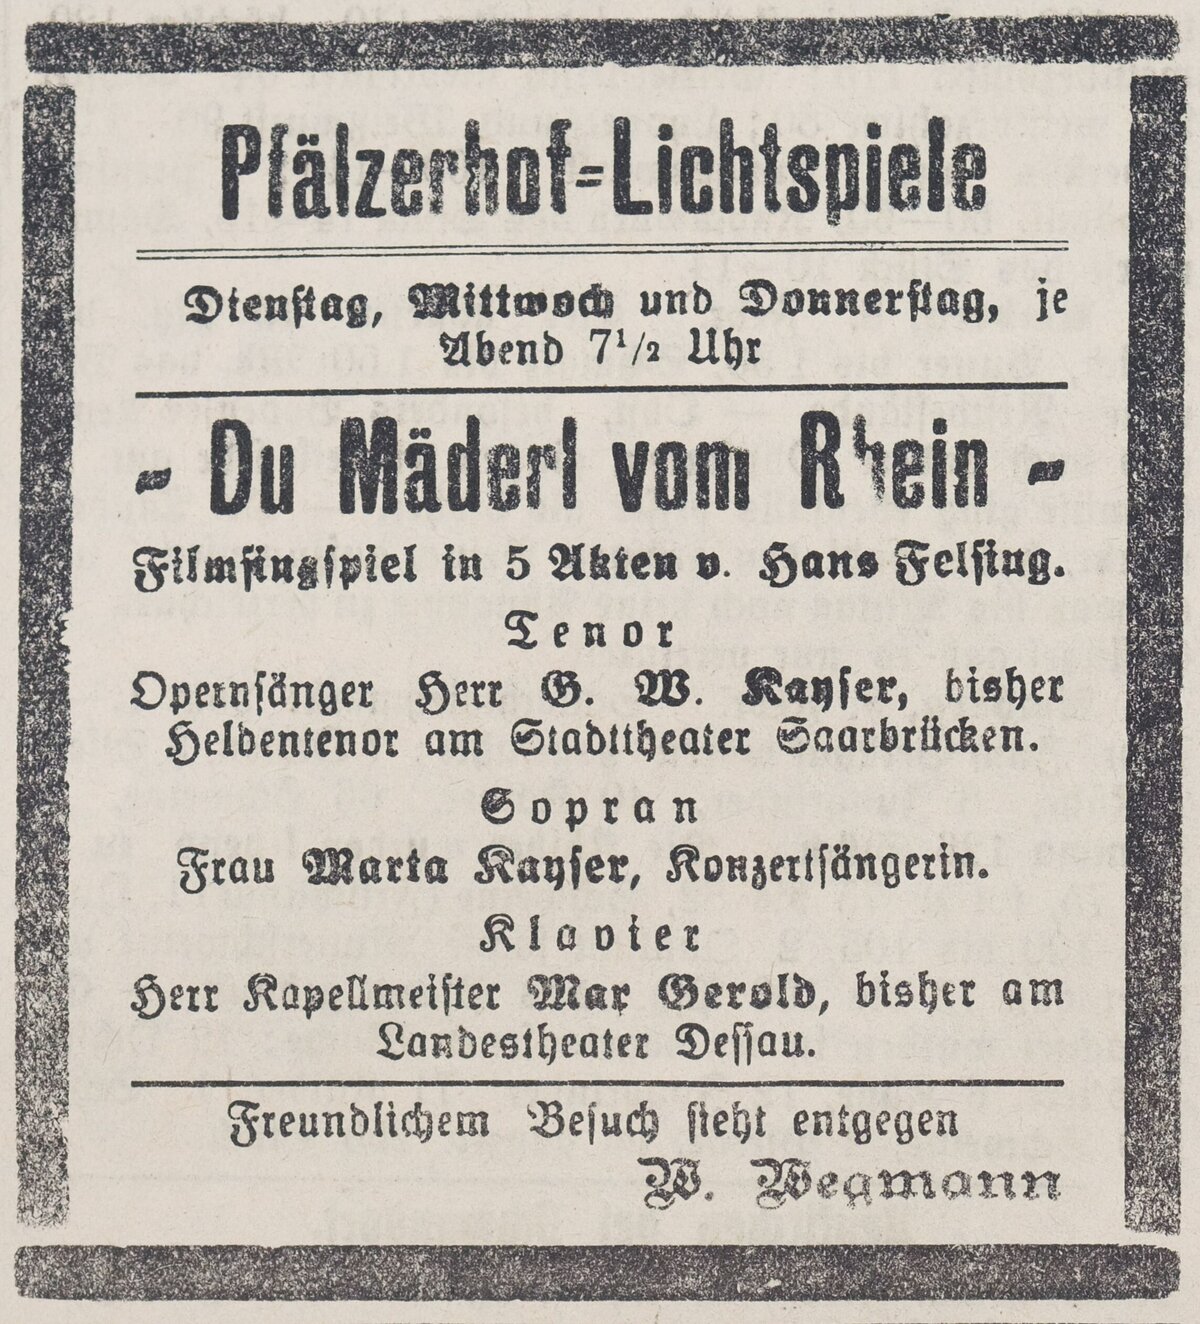 Pfälzerhof=Lichtspiele
Dienstag, Mittwoch und Donnerstag, je
Abend 7½ Uhr
- Du Mäderl vom Rhein -
Filmsingspiel in 5 Akten v. Hans Felsing.
Tenor
Opernsänger Herr G. W. Kayser, bisher
Heldentenor am Stadttheater Saarbrücken.
Sopran
Frau Marta Kayser, Konzertsängerin.
Klavier
Herr Kapellmeister Max Gerold, bisher am
Landestheater Dessau.
Freundlichem Besuch sieht entgegen
W. Wegmann